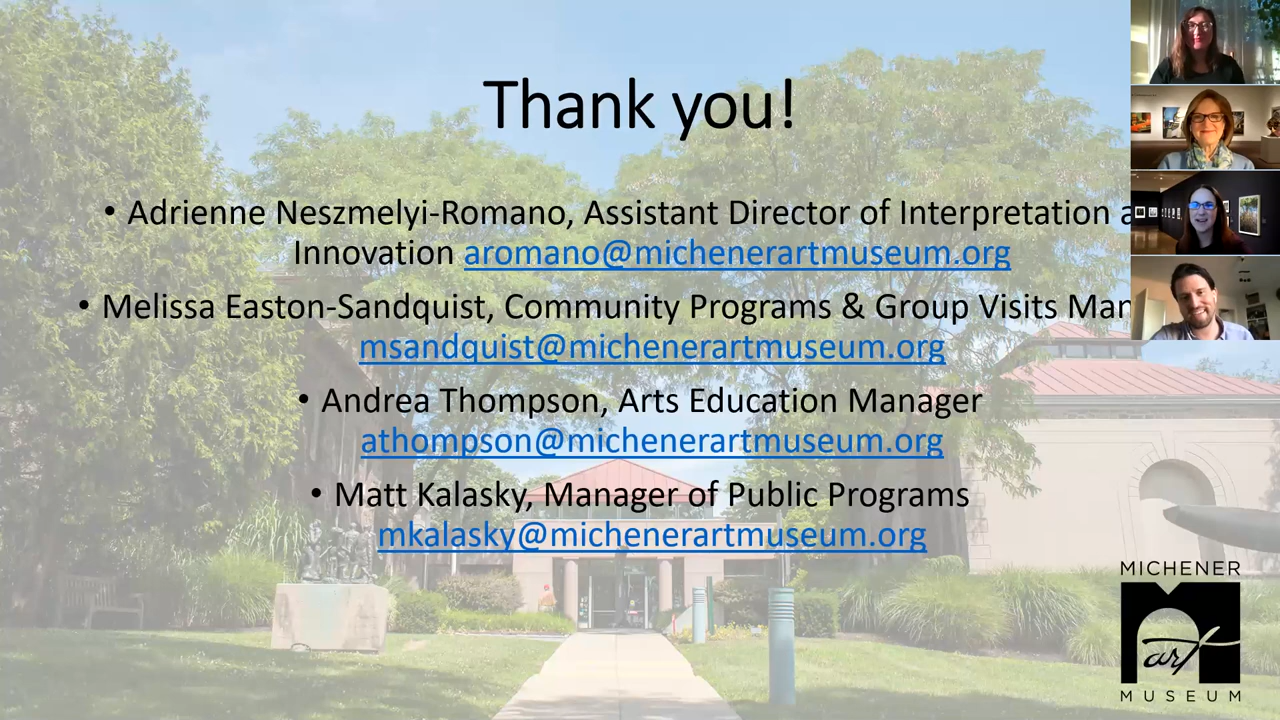 Thank you!
• Adrienne Neszmelyi-Romano, Assistant Director of Interpretation
Innovation aromano@michenerartmuseum.org
• Melissa Easton-Sandquist, Community Programs & Group Visits
msandquist@michenerartmuseum.org
• Andrea Thompson, Arts Education Manager
athompson@michenerartmuseum.org
• Matt Kalasky, Manager of Public Programs
mkalasky@michenerartmuseum.org
MICHENER
art
MUSEUM